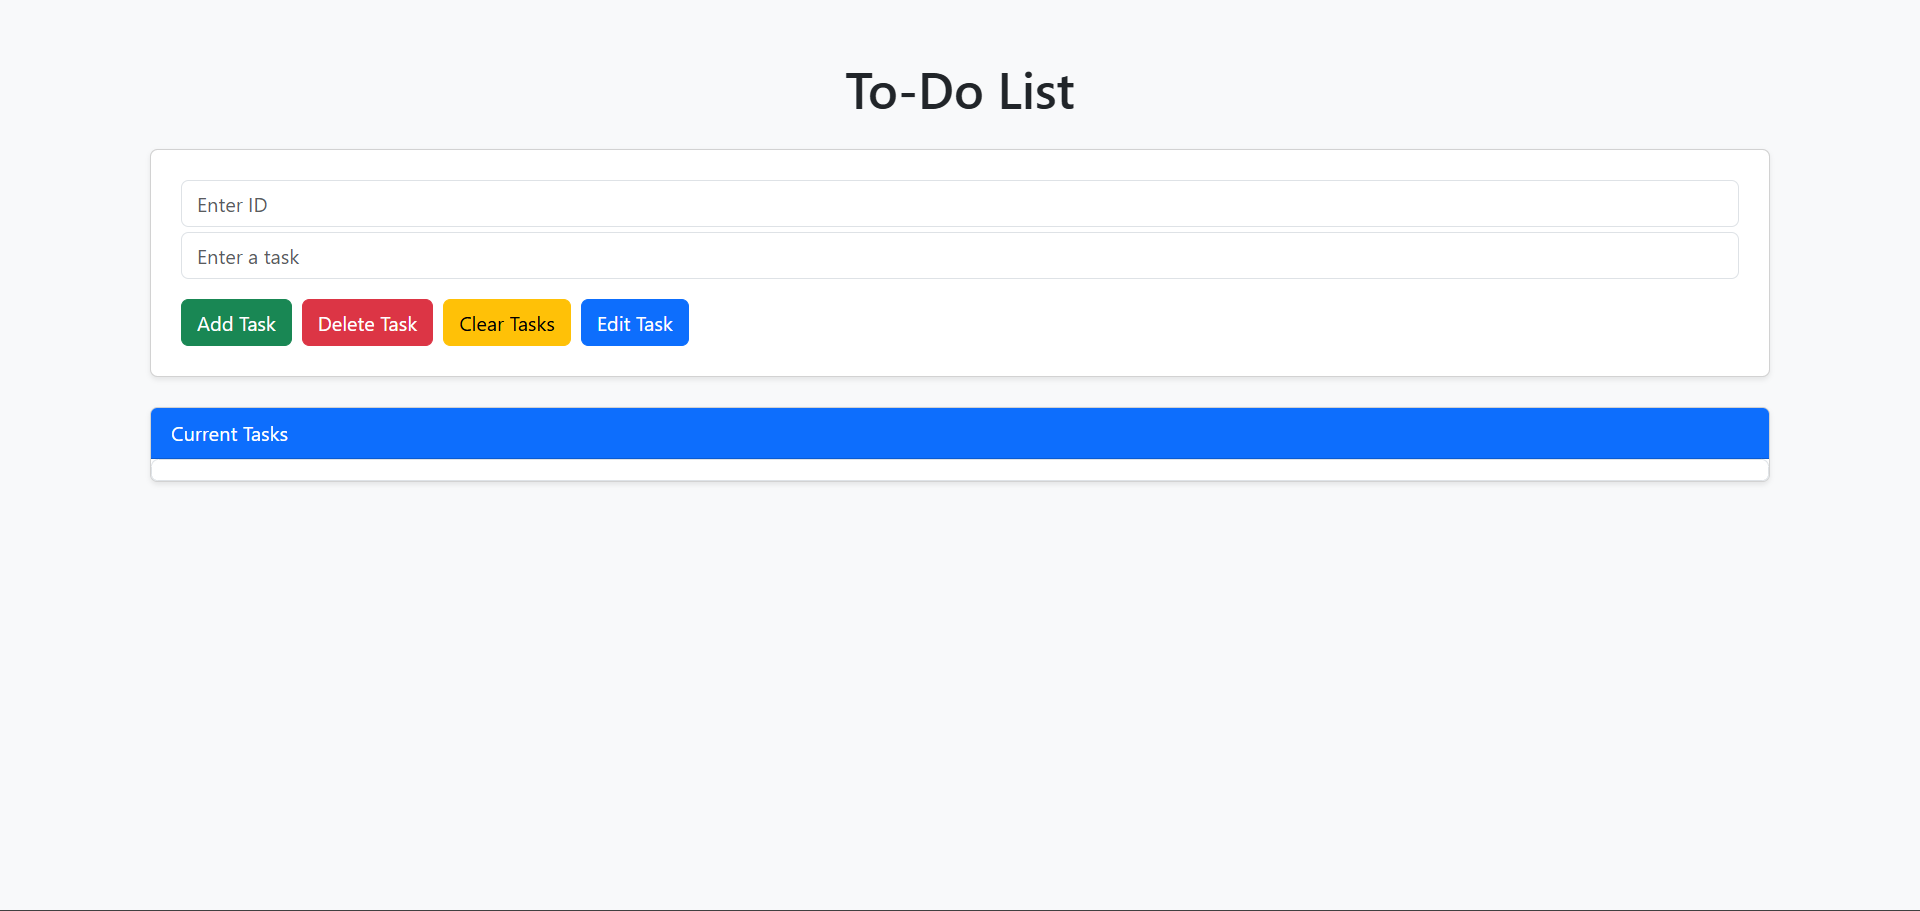 To-Do List
Enter ID
Enter a task
Add Task Delete Task Clear Tasks Edit Task
Current Tasks